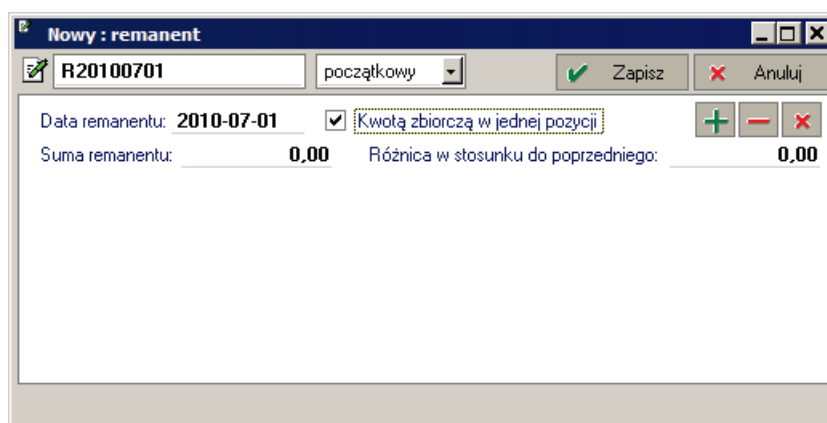 Nowy : remanent
R20100701 początkowy Zapisz Anuluj
Data remanentu: 2010-07-01 Kwotą zbiorczą w jednej pozycji
Suma remanentu: 0,00 Różnica w stosunku do poprzedniego: 0,00